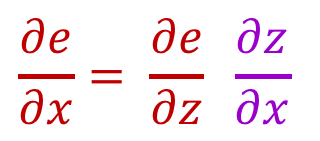 ∂e/∂x = ∂e/∂z ∂z/∂x